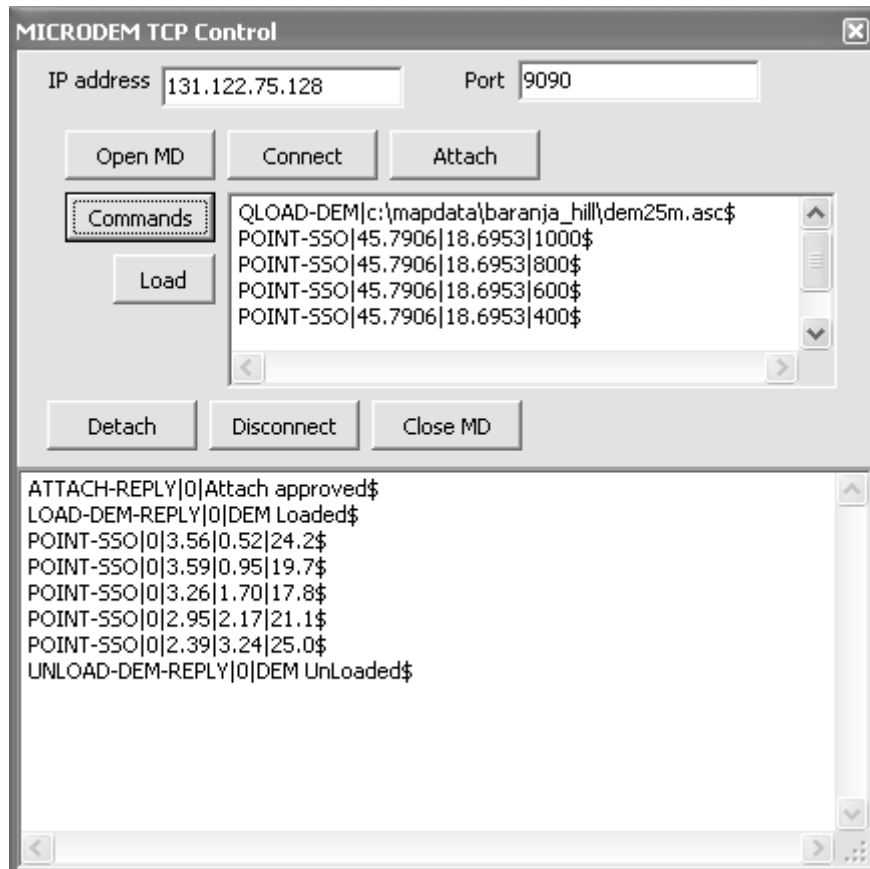 MICRODEM TCP Control
IP address 131.122.75.128 Port 9090
Open MD Connect Attach
Commands
Load
QLOAD-DEM|c:\mapdata\baranja_hill\dem25m.asc$
POINT-SSO|45.7906|18.6953|1000$
POINT-SSO|45.7906|18.6953|800$
POINT-SSO|45.7906|18.6953|600$
POINT-SSO|45.7906|18.6953|400$
Detach Disconnect Close MD
ATTACH-REPLY|0|Attach approved$
LOAD-DEM-REPLY|0|DEM Loaded$
POINT-SSO|0|3.56|0.52|24.2$
POINT-SSO|0|3.59|0.95|19.7$
POINT-SSO|0|3.26|1.70|17.8$
POINT-SSO|0|2.95|2.17|21.1$
POINT-SSO|0|2.39|3.24|25.0$
UNLOAD-DEM-REPLY|0|DEM UnLoaded$